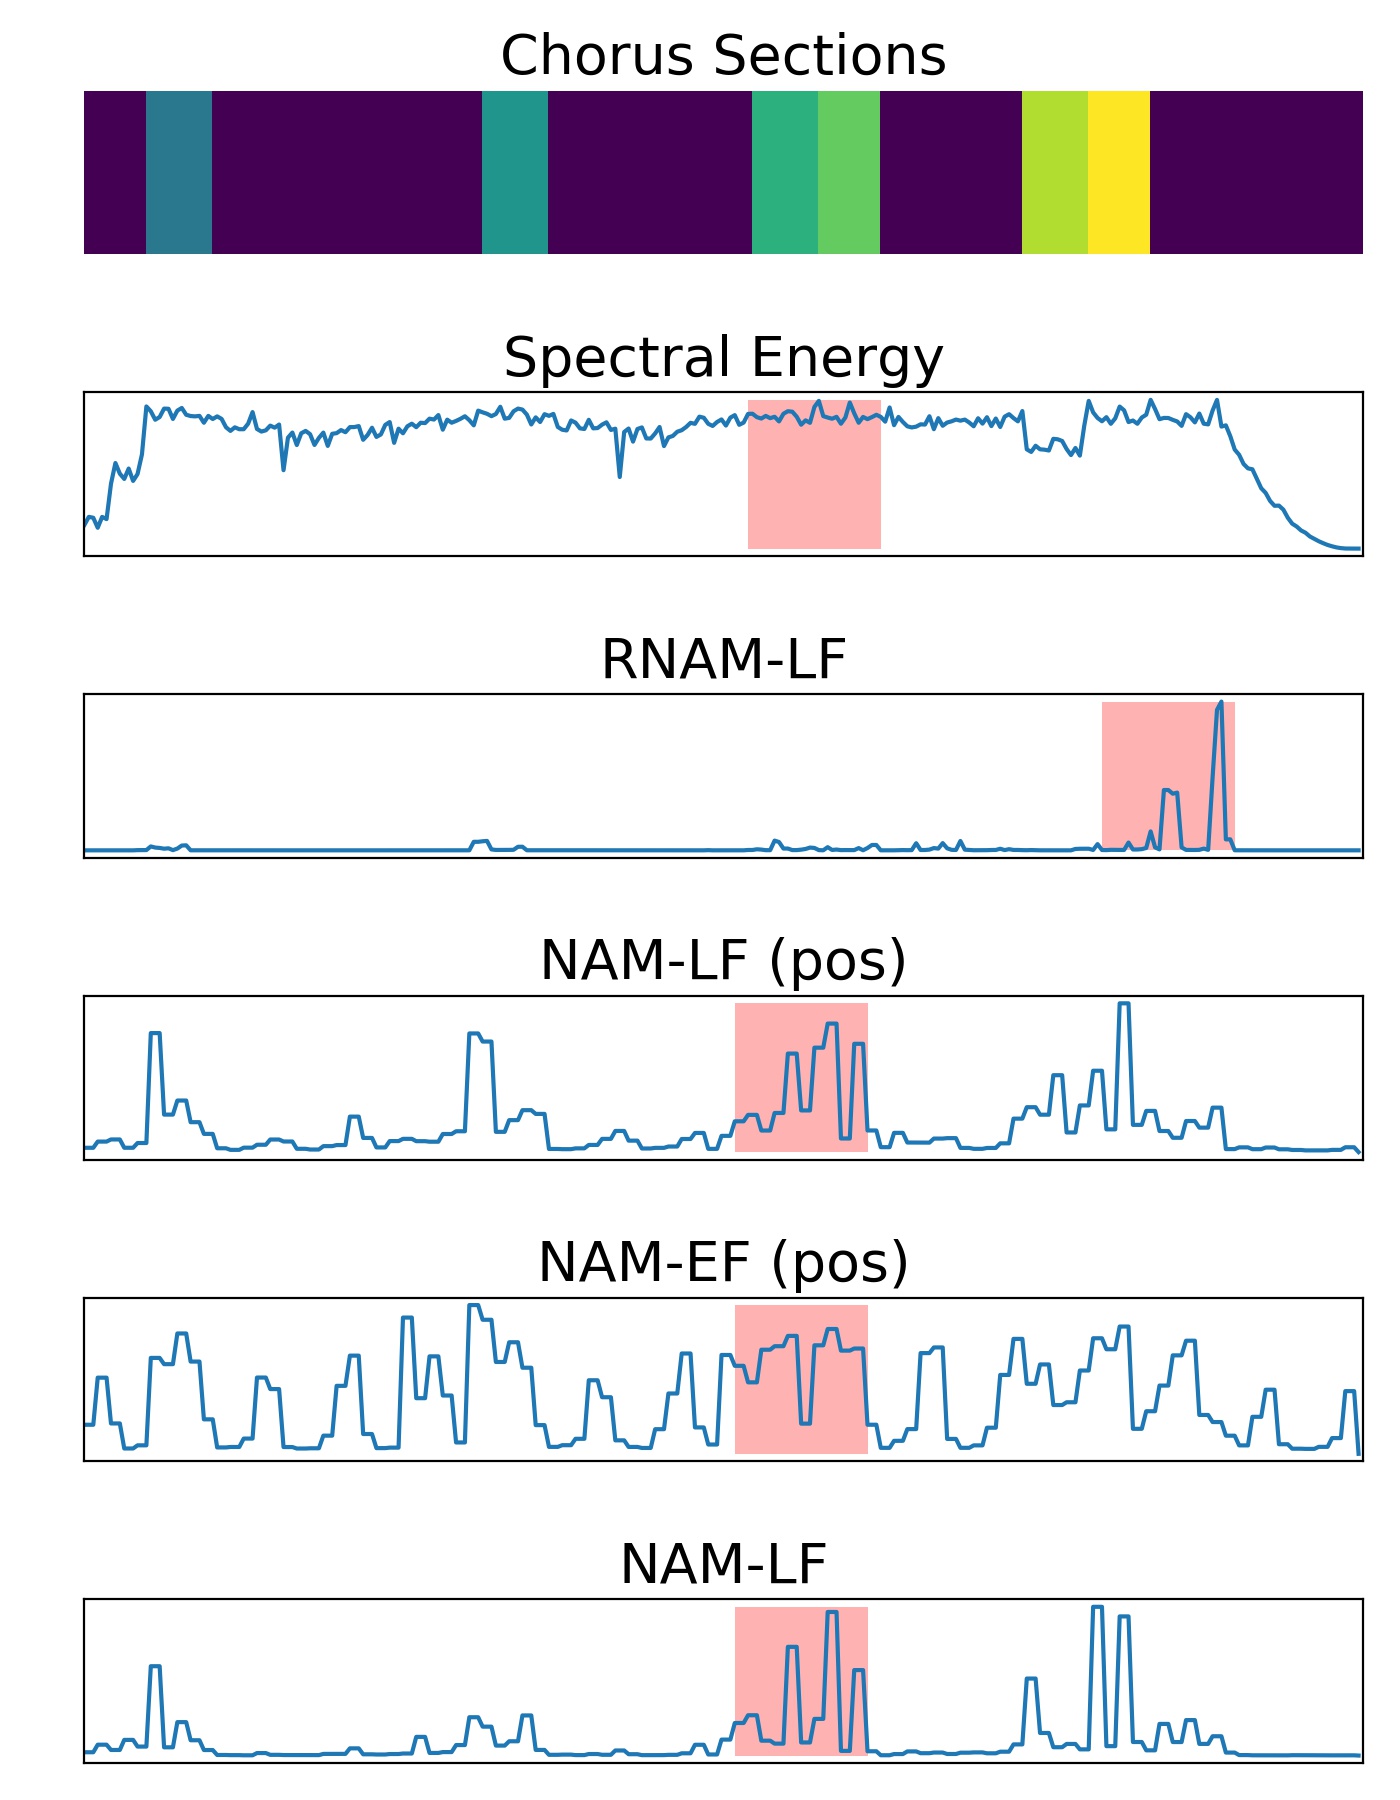 Chorus Sections
Spectral Energy
RNAM-LF
NAM-LF (pos)
NAM-EF (pos)
NAM-LF